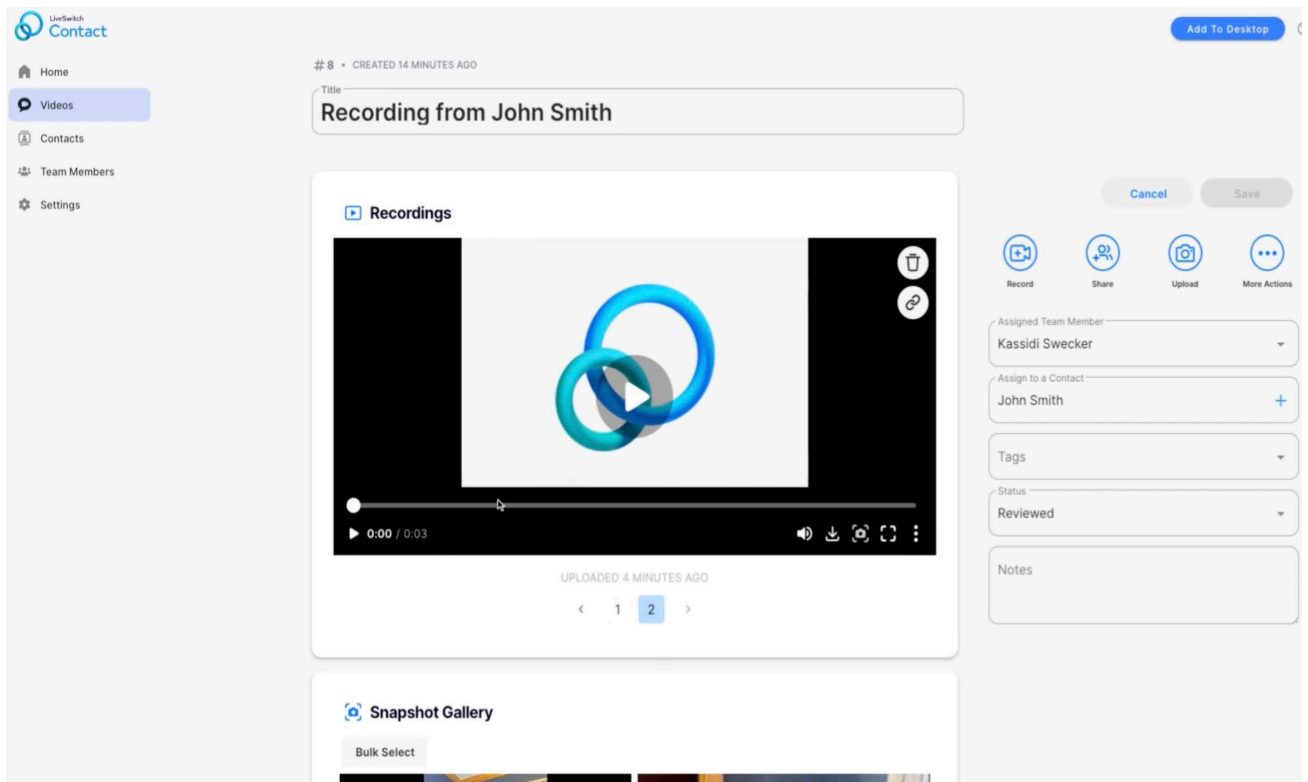 LiveSwitch
Contact
Add To Desktop
Home
Videos
Contacts
Team Members
Settings
#8 • CREATED 14 MINUTES AGO
Title
Recording from John Smith
Recordings
0:00 / 0:03
UPLOADED 4 MINUTES AGO
1 2
Snapshot Gallery
Bulk Select
Cancel Save
Record Share Upload More Actions
Assigned Team Member
Kassidi Swecker
Assign to a Contact
John Smith
Tags
Status
Reviewed
Notes